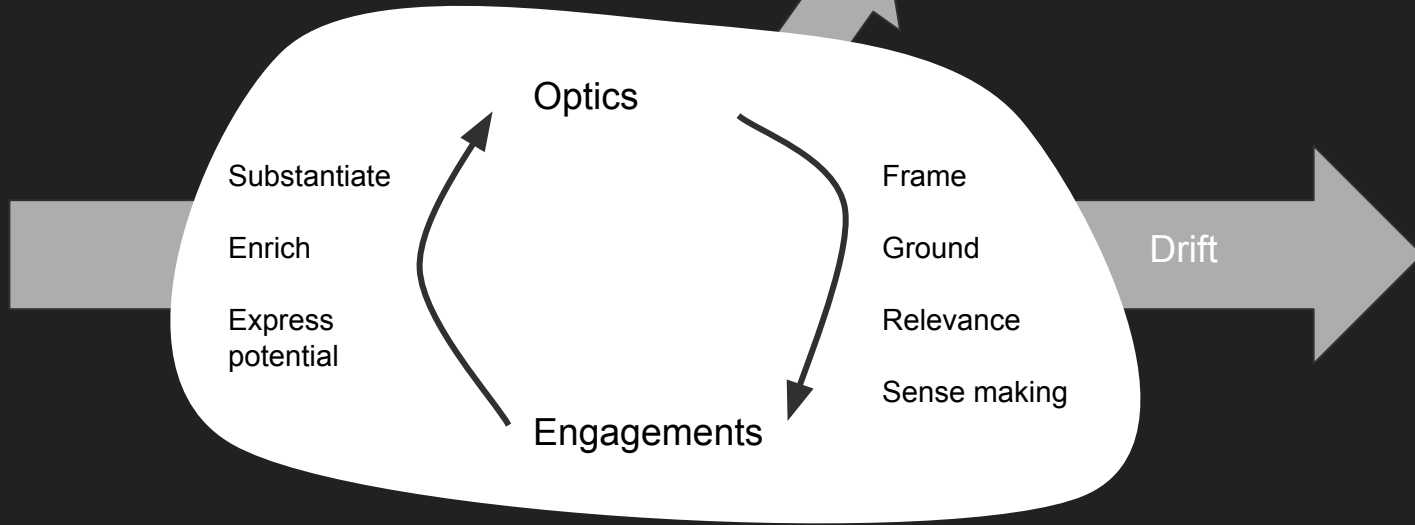 Optics
Substantiate
Enrich
Express
potential
Frame
Ground
Relevance
Sense making
Engagements
Drift